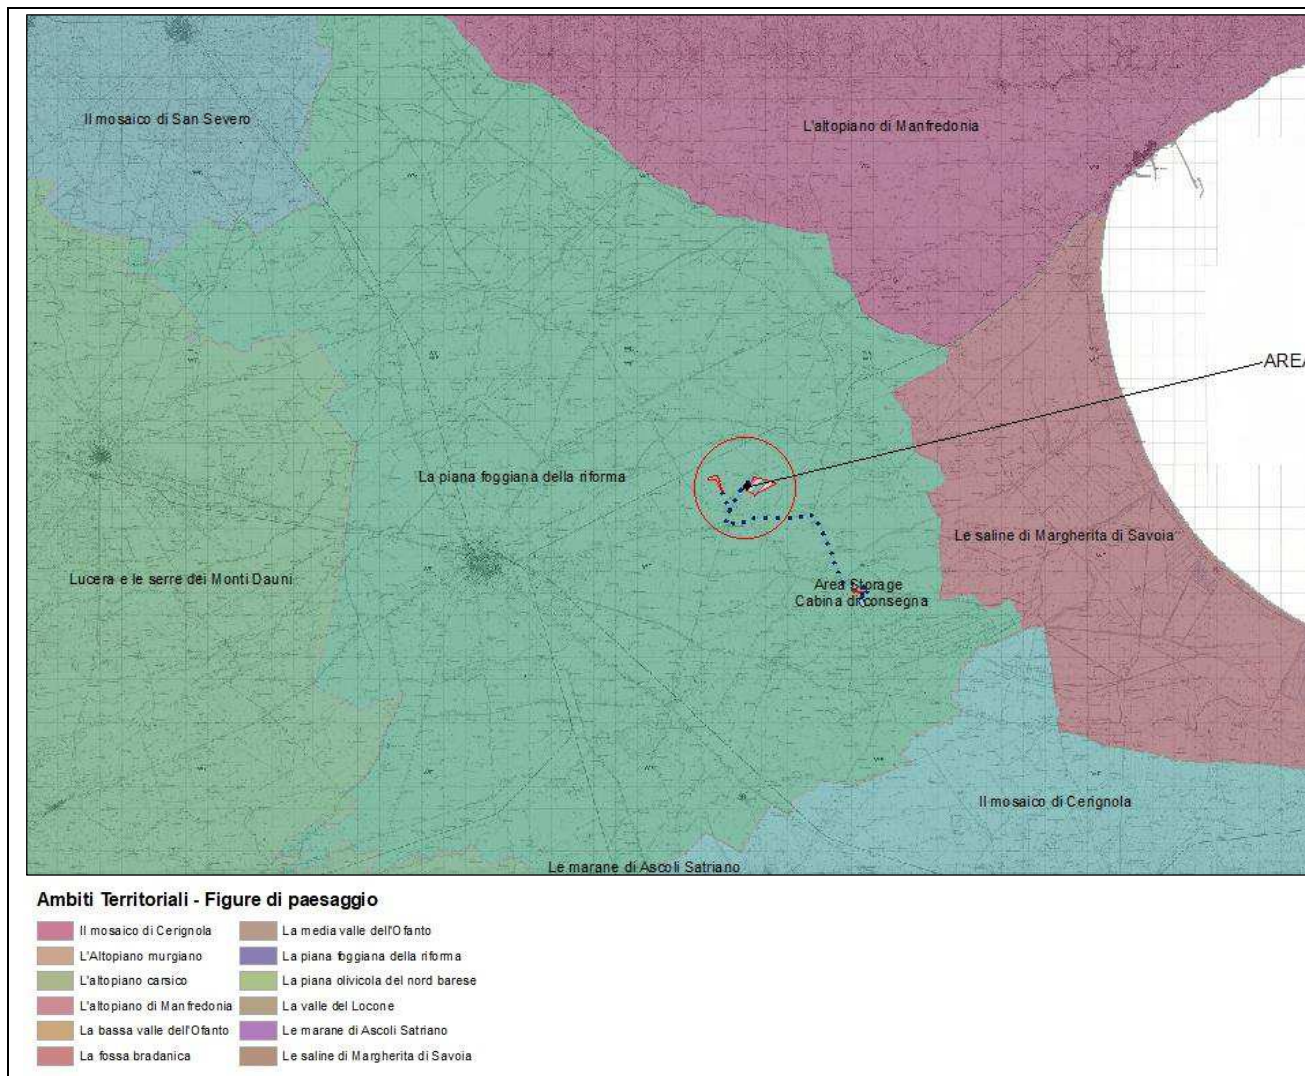 Il mosaico di San Severo
L'altopiano di Manfredonia
AREA
La piana foggiana della riforma
Le saline di Margherita di Savoia
Lucera e le serre dei Monti Dauni
Area Storage
Cabina di consegna
Il mosaico di Cerignola
Le marane di Ascoli Satriano
Ambiti Territoriali - Figure di paesaggio
Il mosaico di Cerignola
L'Altopiano murgiano
L'altopiano carsico
L'altopiano di Manfredonia
La bassa valle dell'Ofanto
La fossa bradanica
La media valle dell'Ofanto
La piana foggiana della riforma
La piana olivicola del nord barese
La valle del Locone
Le marane di Ascoli Satriano
Le saline di Margherita di Savoia